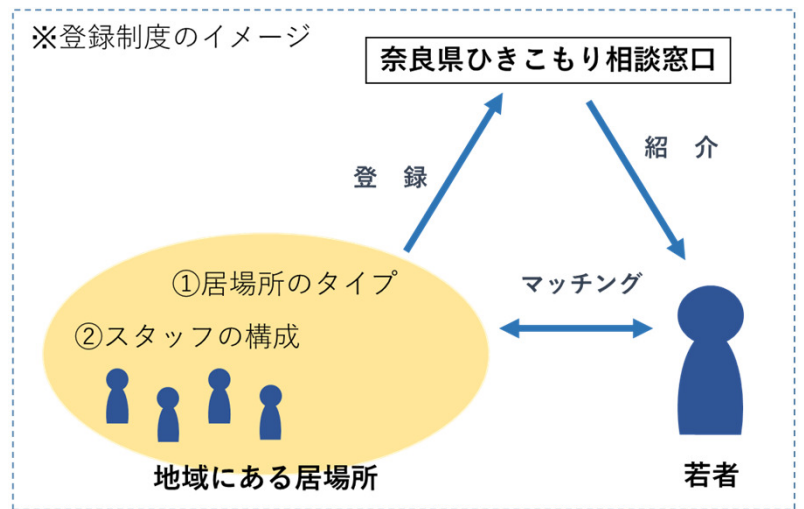 ※登録制度のイメージ
奈良県ひきこもり相談窓口
登　録
紹　介
①居場所のタイプ
マッチング
②スタッフの構成
地域にある居場所
若者